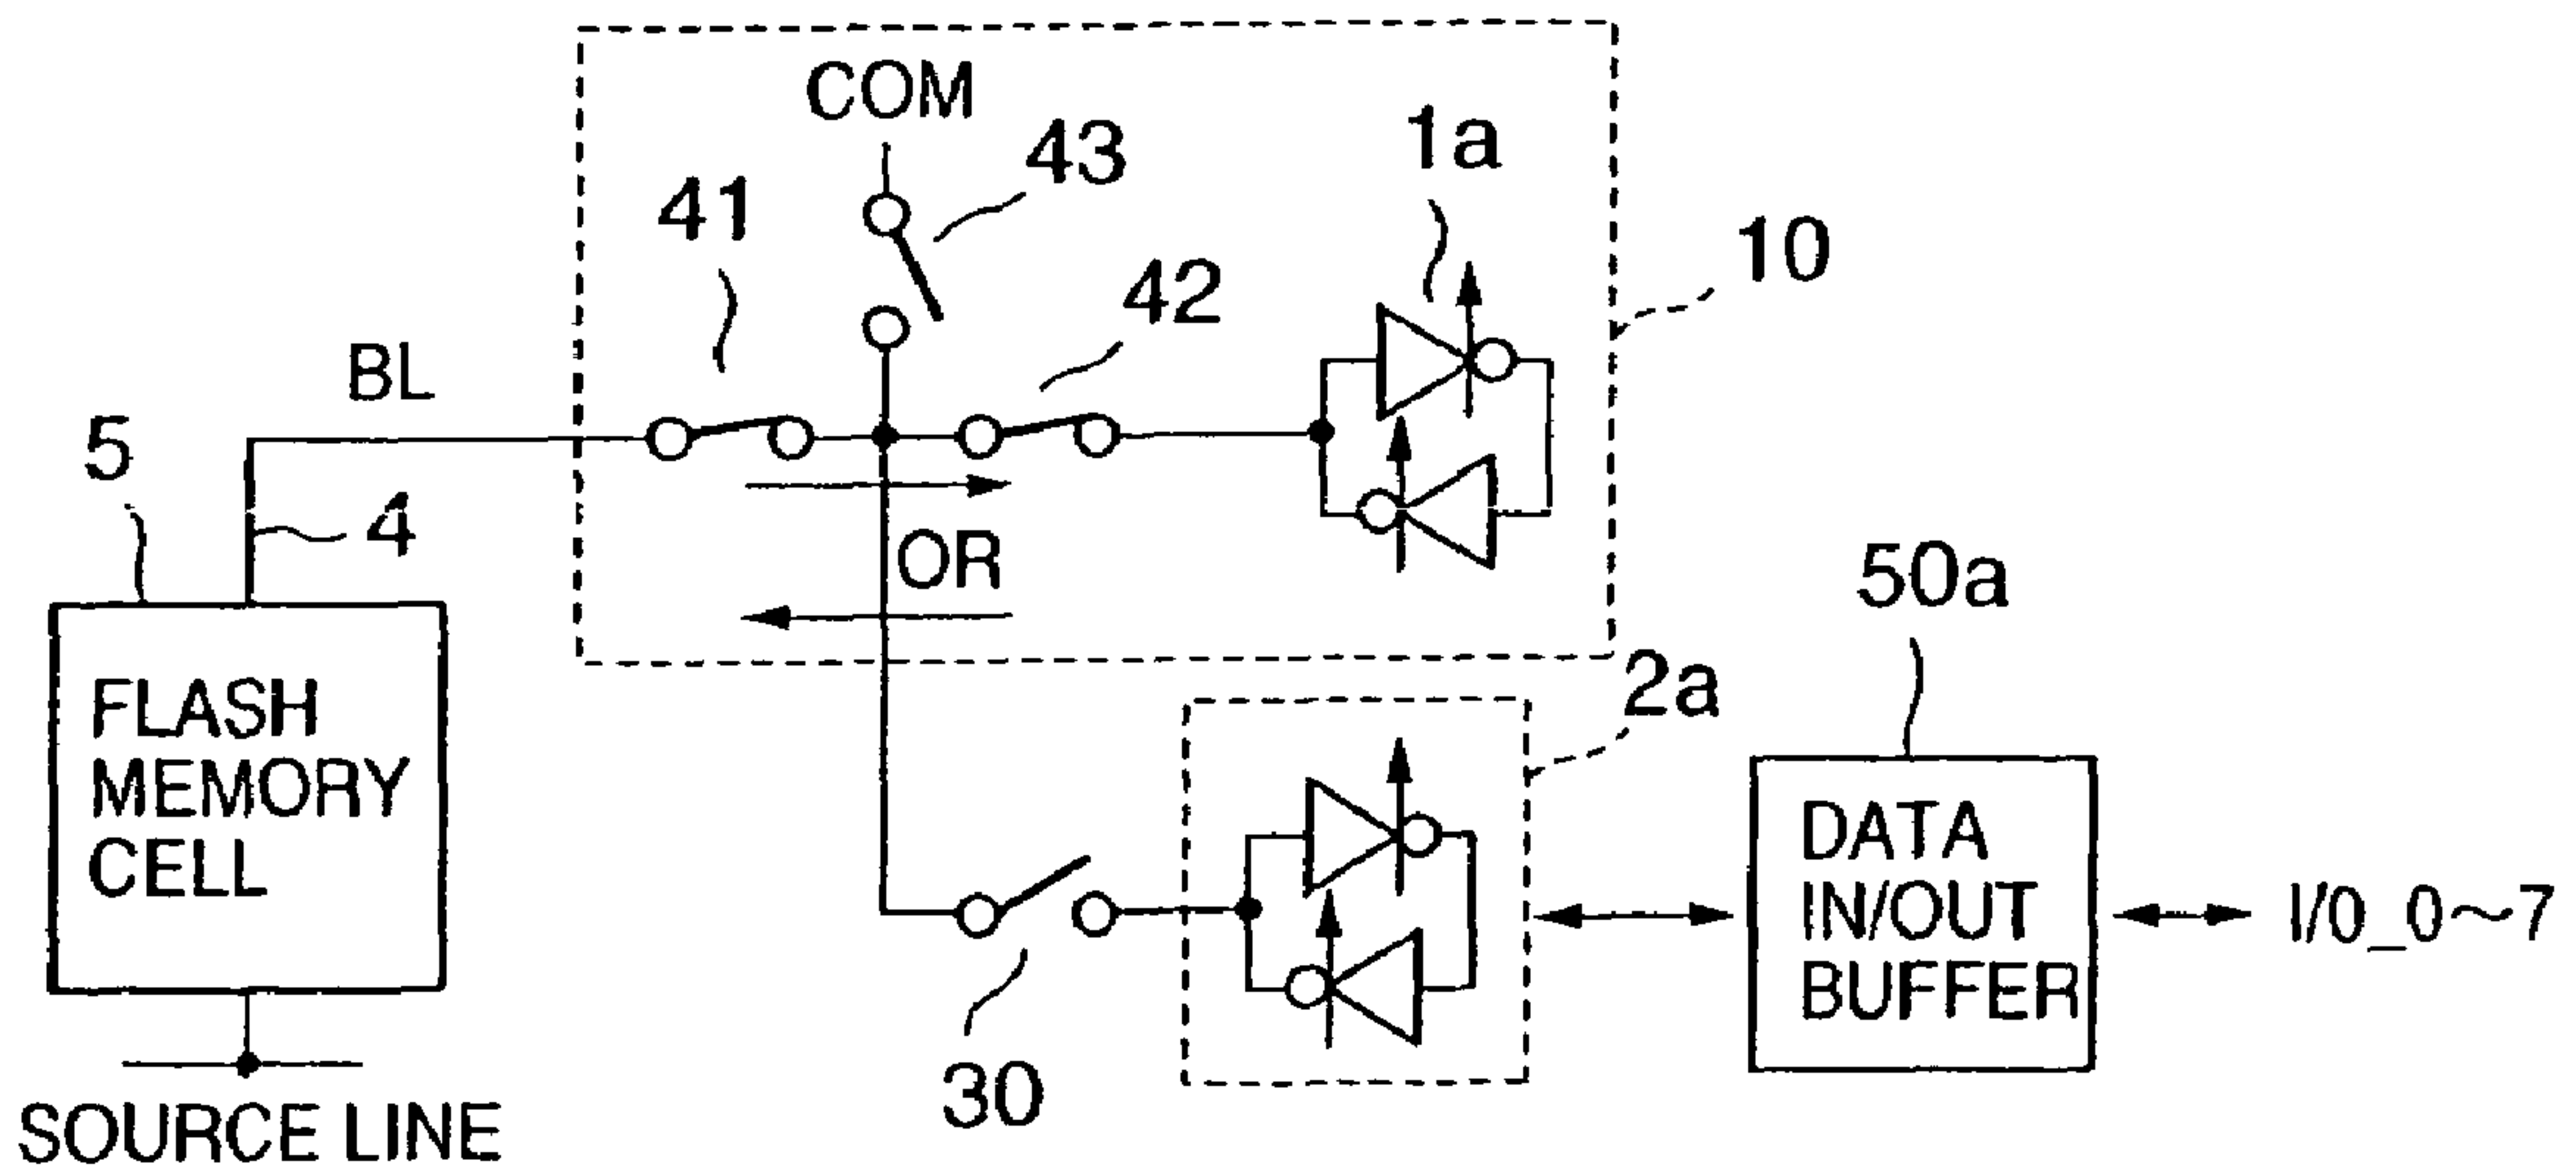 COM
43
1a
41
10
42
BL
5
4
OR
50a
FLASH
MEMORY
CELL
2a
DATA
IN/OUT
BUFFER
I/0_0~7
30
SOURCE LINE